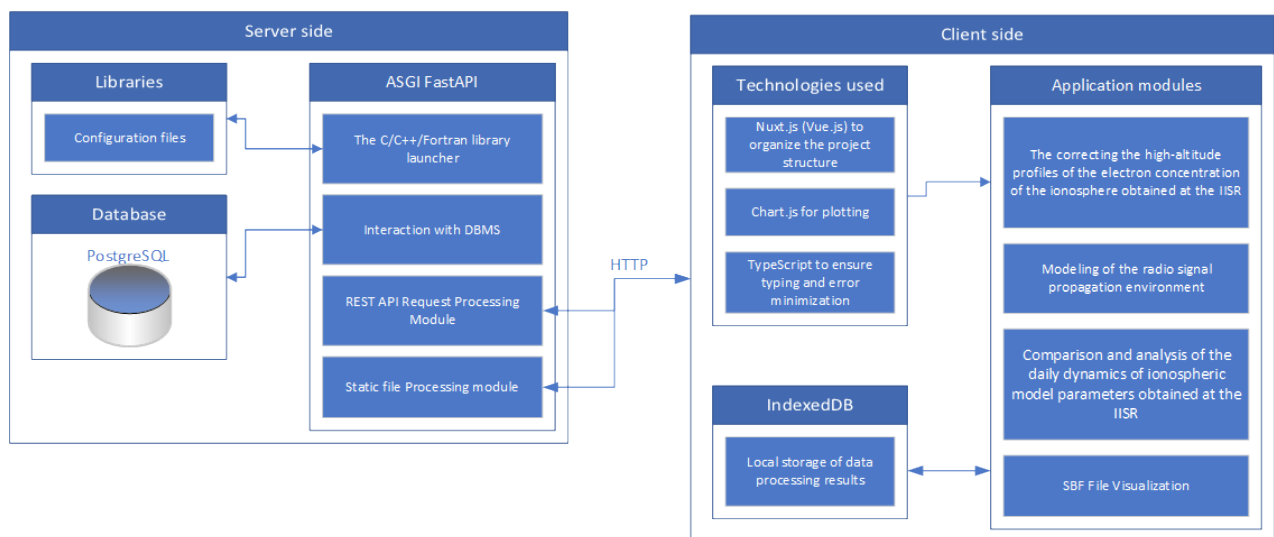 Server side
Libraries
Configuration files
Database
PostgreSQL
ASGI FastAPI
The C/C++/Fortran library
launcher
Interaction with DBMS
REST API Request Processing
Module
Static file Processing module
HTTP
Client side
Technologies used
Nuxt.js (Vue.js) to
organize the project
structure
Chart.js for plotting
TypeScript to ensure
typing and error
minimization
IndexedDB
Local storage of data
processing results
Application modules
The correcting the high-altitude
profiles of the electron concentration
of the ionosphere obtained at the IISR
Modeling of the radio signal
propagation environment
Comparison and analysis of the
daily dynamics of ionospheric
model parameters obtained at the
IISR
SBF File Visualization